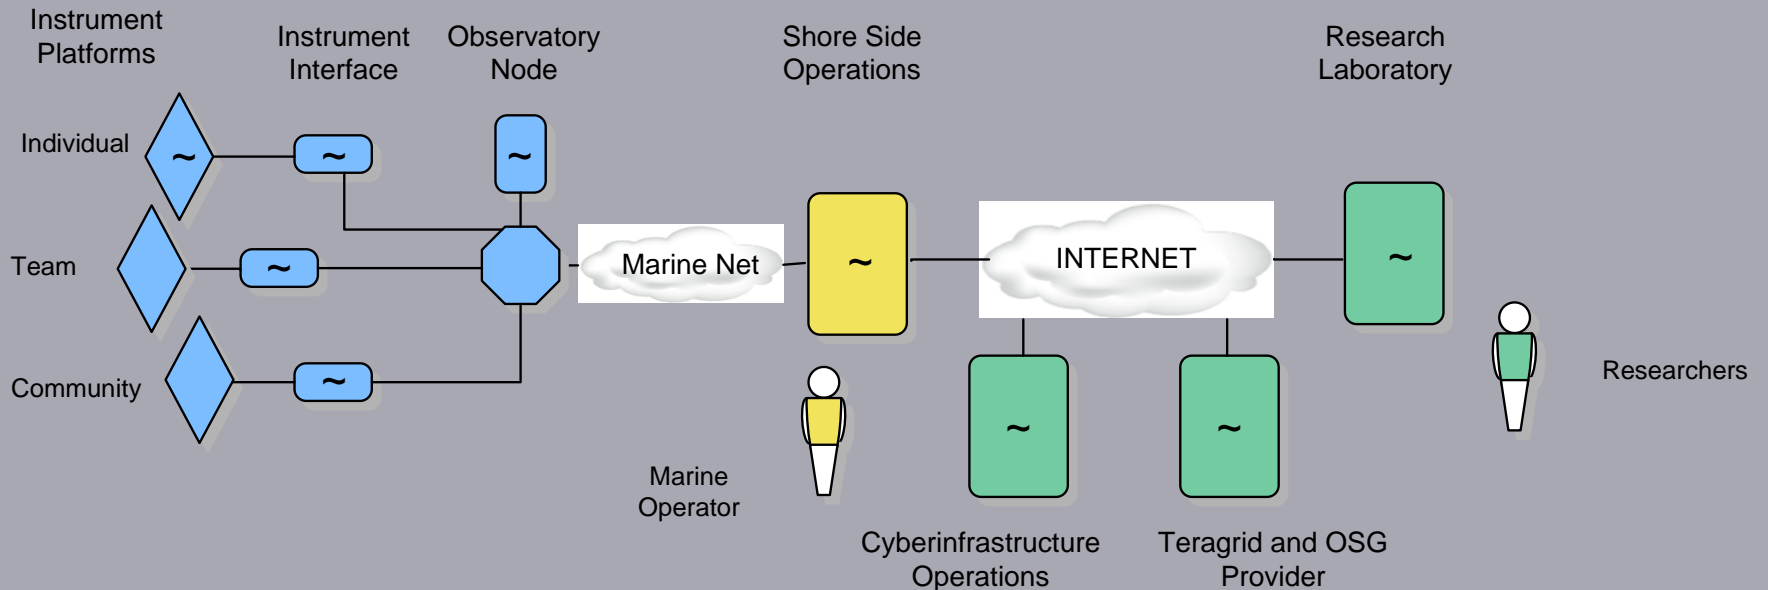 Instrument
Platforms
Instrument
Interface
Observatory
Node
Shore Side
Operations
Research
Laboratory
Individual
~
~
~
Team
~
Marine Net
~
INTERNET
~
Community
~
~
~
Researchers
Marine
Operator
Cyberinfrastructure
Operations
Teragrid and OSG
Provider